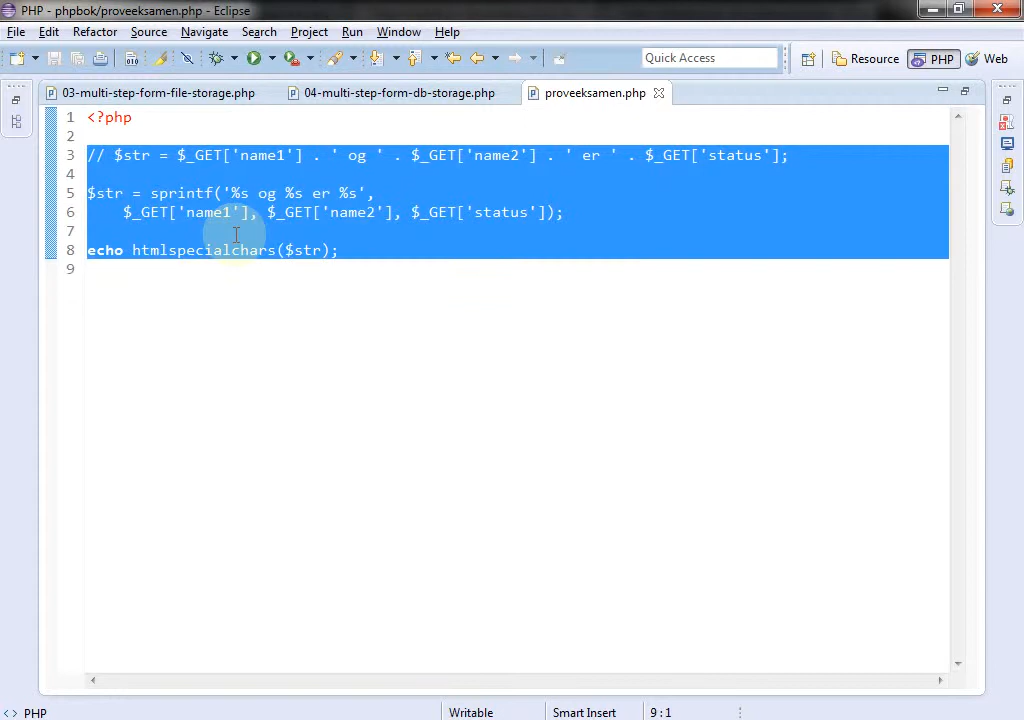 PHP - phpbok/proveeksamen.php - Eclipse
File Edit Refactor Source Navigate Search Project Run Window Help
Quick Access Resource PHP Web
03-multi-step-form-file-storage.php 04-multi-step-form-db-storage.php proveeksamen.php
1 <?php
2
3 // $str = $_GET['name1'] . ' og ' . $_GET['name2'] . ' er ' . $_GET['status'];
4
5 $str = sprintf('%s og %s er %s',
6 $_GET['name1'], $_GET['name2'], $_GET['status']);
7
8 echo htmlspecialchars($str);
9
PHP Writable Smart Insert 9 : 1